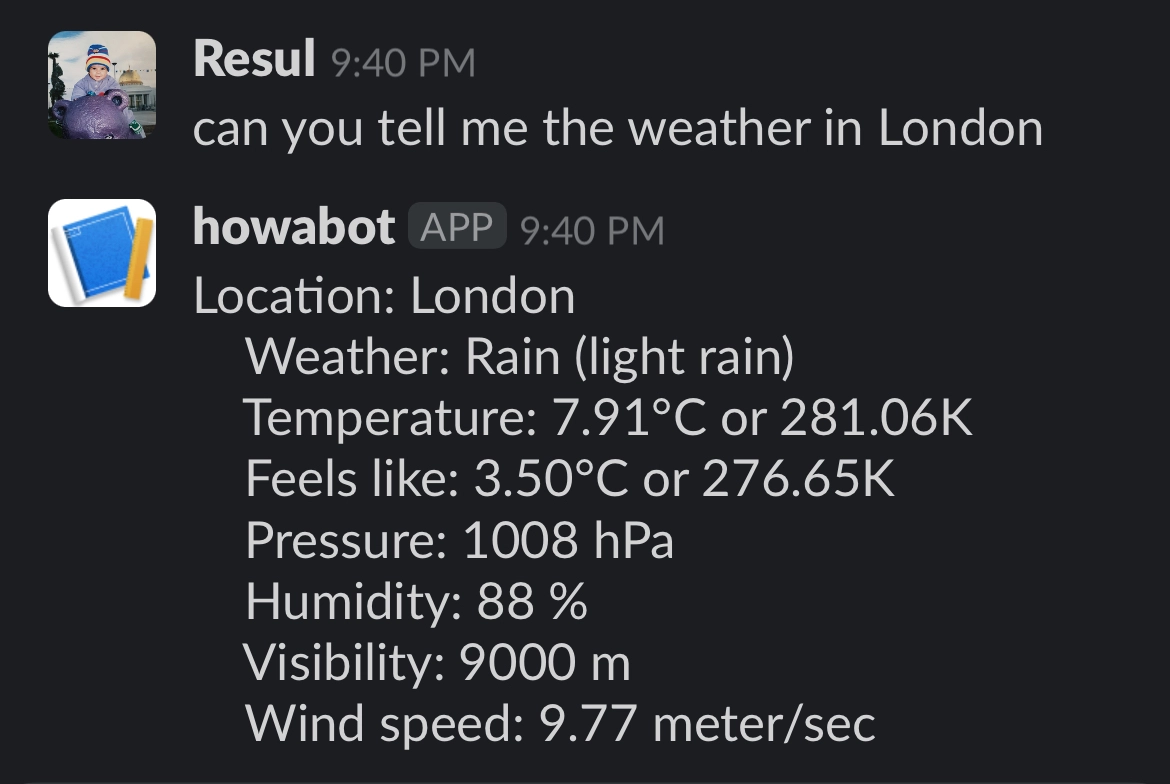 Resul 9:40 PM
can you tell me the weather in London
howabot APP 9:40 PM
Location: London
Weather: Rain (light rain)
Temperature: 7.91°C or 281.06K
Feels like: 3.50°C or 276.65K
Pressure: 1008 hPa
Humidity: 88 %
Visibility: 9000 m
Wind speed: 9.77 meter/sec